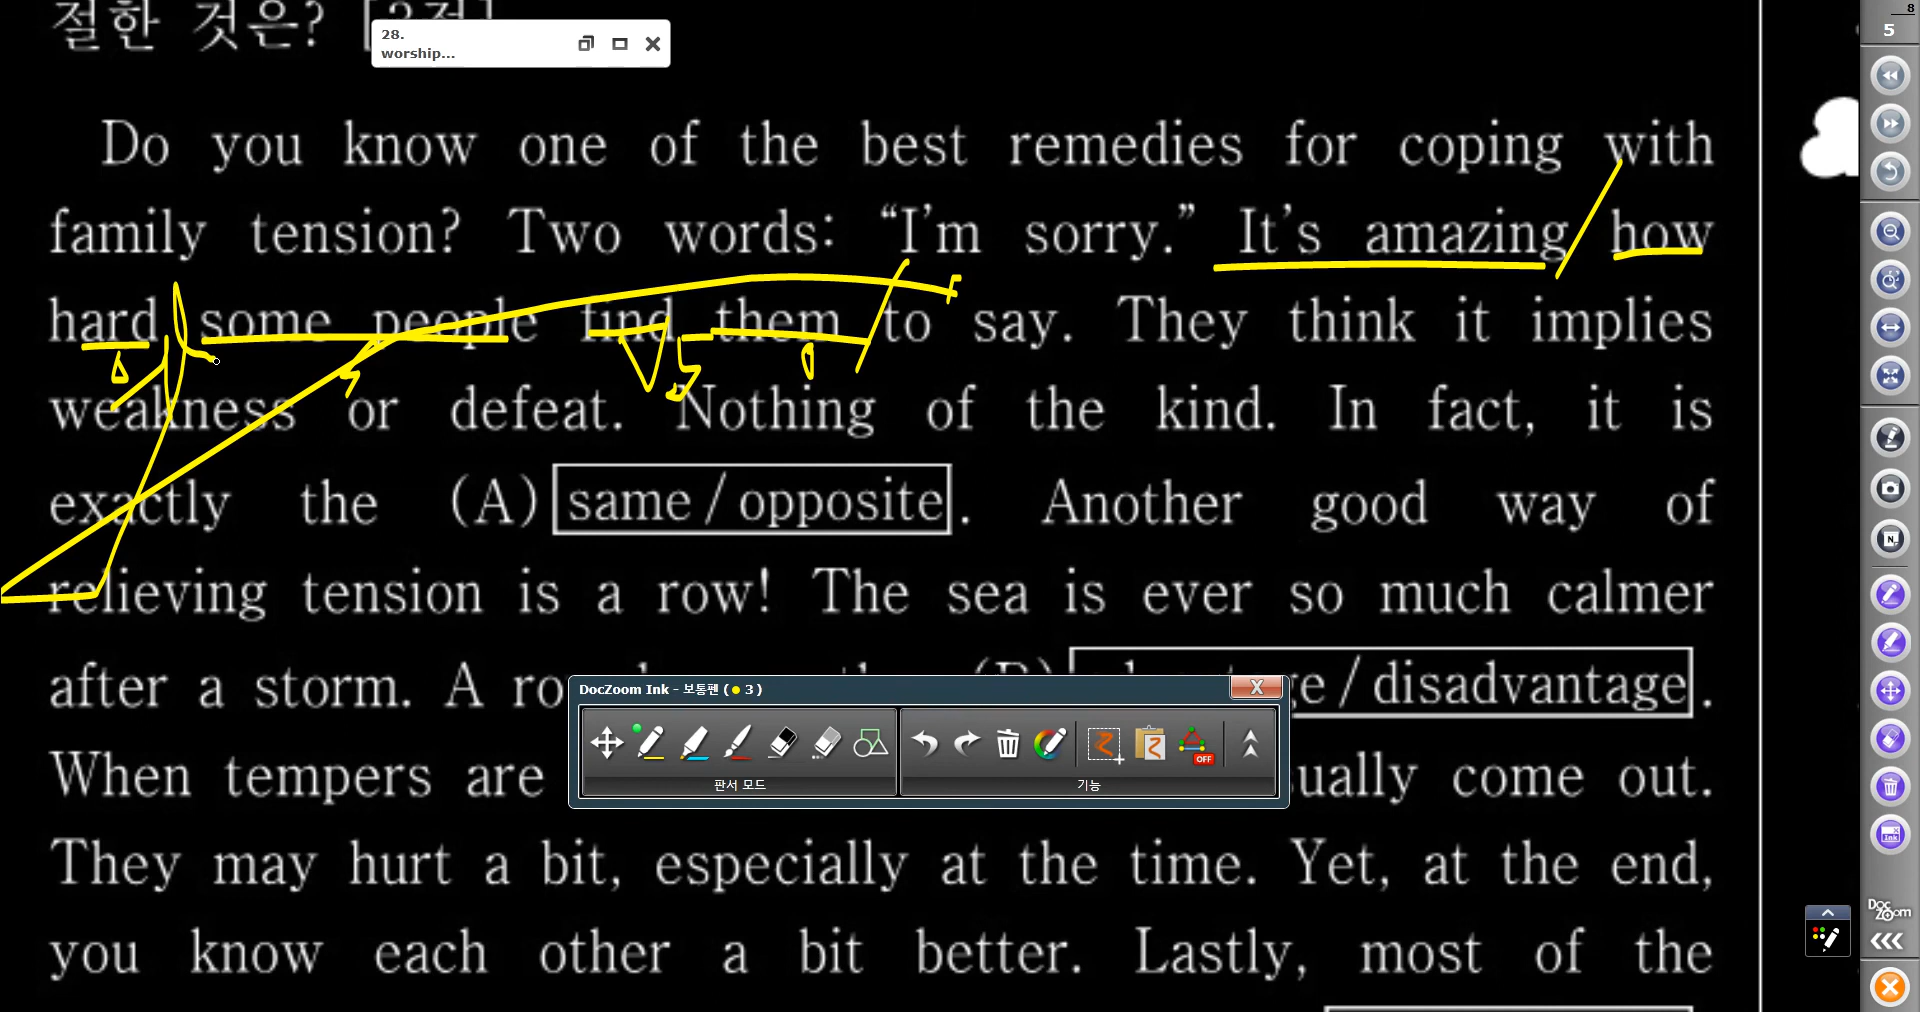 절한 것은?
28.
worship...
8
5
Do you know one of the best remedies for coping with
family tension? Two words: “I’m sorry.” It’s amazing how
hard some people find them to say. They think it implies
weakness or defeat. Nothing of the kind. In fact, it is
exactly the (A) same / opposite . Another good way of
relieving tension is a row! The sea is ever so much calmer
after a storm. A / disadvantage .
DocZoom Ink - 보통펜 ( 3 )
OFF
판서 모드
기능
When tempers are come out.
They may hurt a bit, especially at the time. Yet, at the end,
you know each other a bit better. Lastly, most of the
N
Ink
Doc Zoom